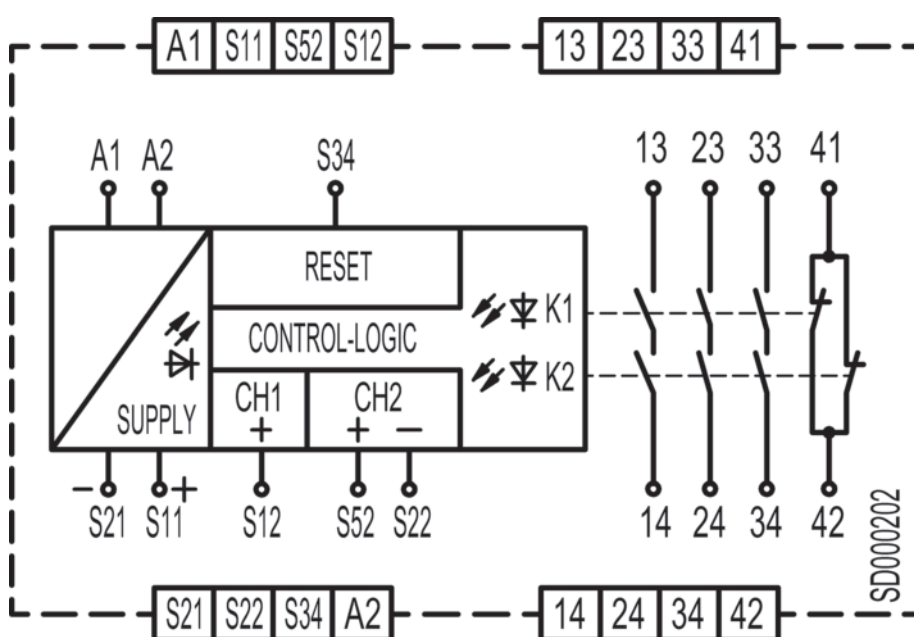 A1 S11 S52 S12 13 23 33 41
A1 A2 S34 13 23 33 41
RESET
K1
CONTROL-LOGIC
K2
CH1 CH2
SUPPLY + + −
− + 
S21 S11 S12 S52 S22 14 24 34 42
SD000202
S21 S22 S34 A2 14 24 34 42